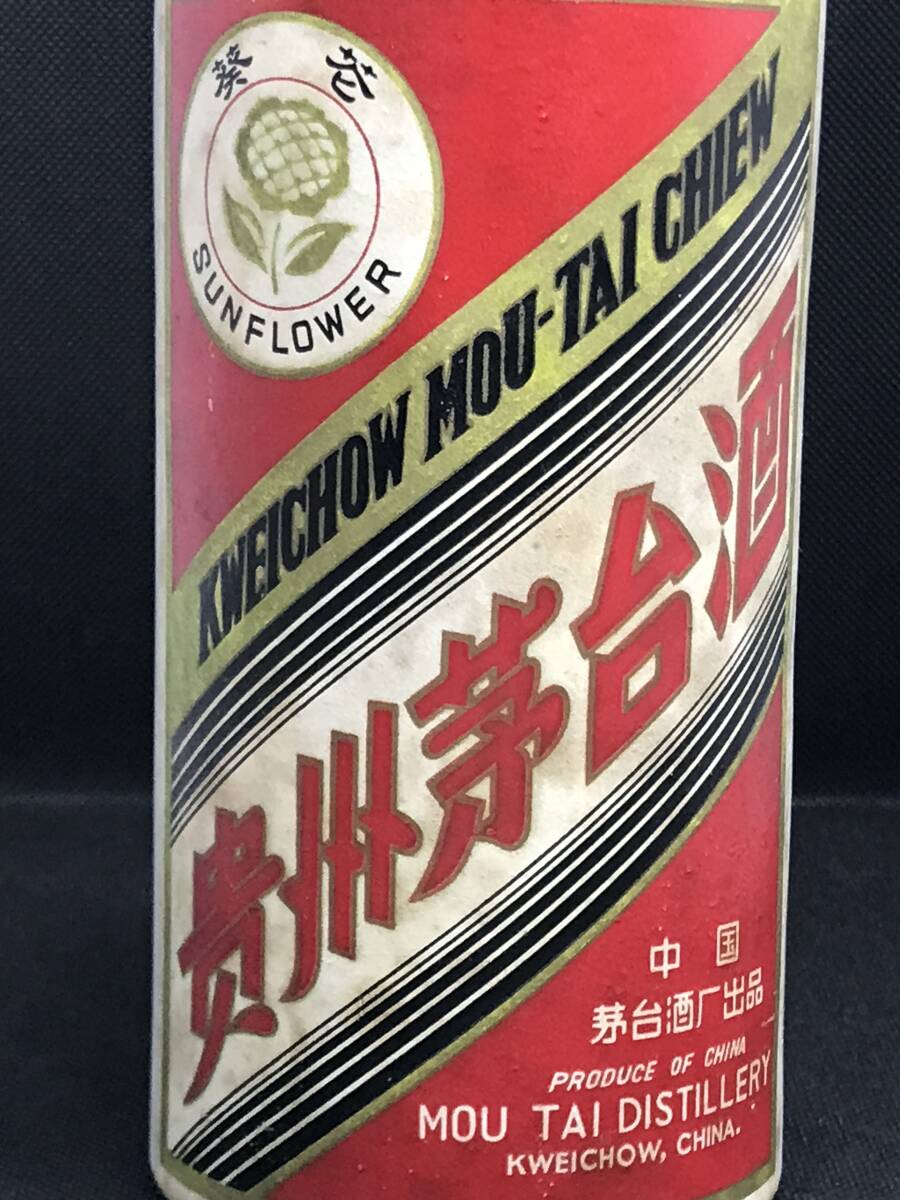 葵花
SUNFLOWER
KWEICHOW MOU-TAI CHIEW
贵州茅台酒
中国
茅台酒厂出品
PRODUCE OF CHINA
MOU TAI DISTILLERY
KWEICHOW, CHINA.